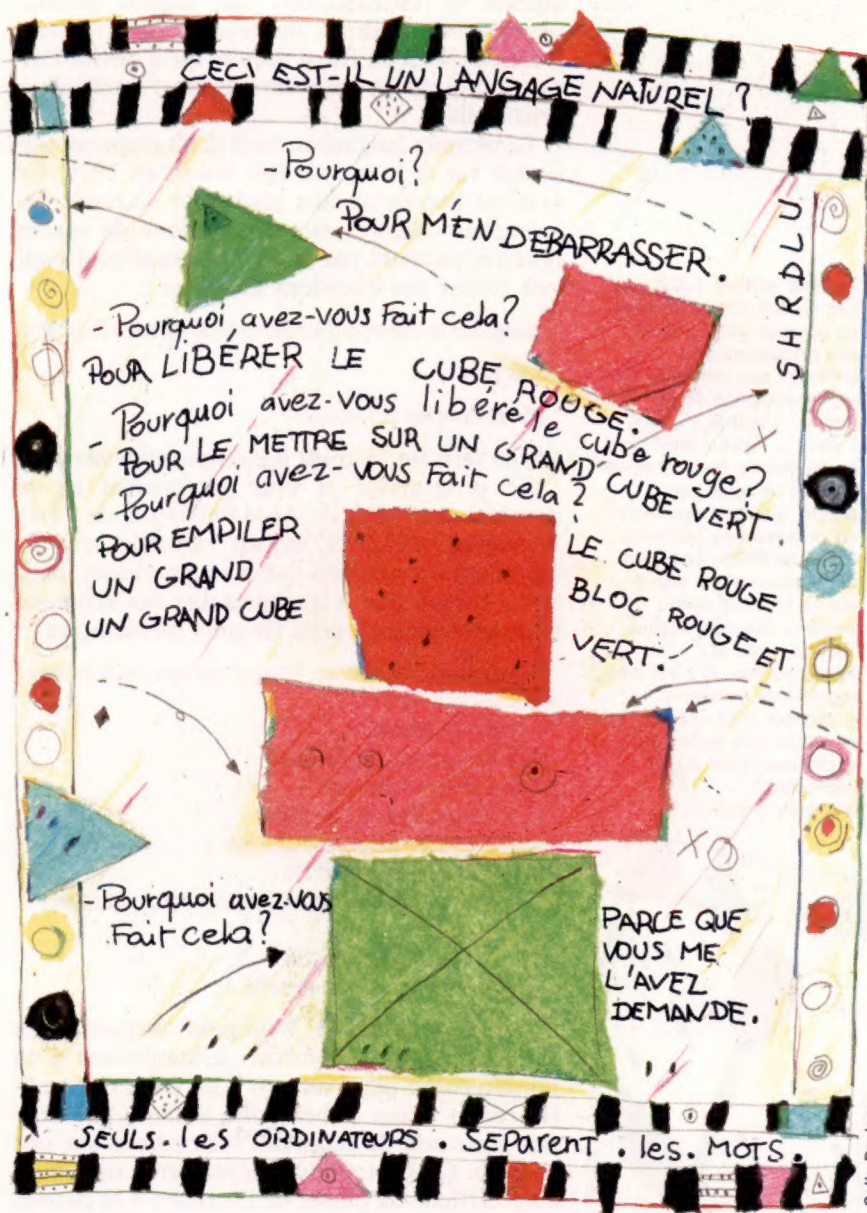 CECI EST-IL UN LANGAGE NATUREL ?
-Pourquoi?
POUR M'EN DEBARRASSER.
SHRDLU
-Pourquoi avez-vous Fait cela?
POUR LIBÉRER LE CUBE ROUGE.
-Pourquoi avez-vous libéré le cube rouge?
POUR LE METTRE SUR UN GRAND CUBE VERT.
-Pourquoi avez-vous Fait cela?
POUR EMPILER LE CUBE ROUGE
UN GRAND BLOC ROUGE ET
UN GRAND CUBE VERT.
-Pourquoi avez-vous
Fait cela?
PARCE QUE
VOUS ME
L'AVEZ
DEMANDE.
SEULS.les ORDINATEURS. SEParent. les. MOTS.